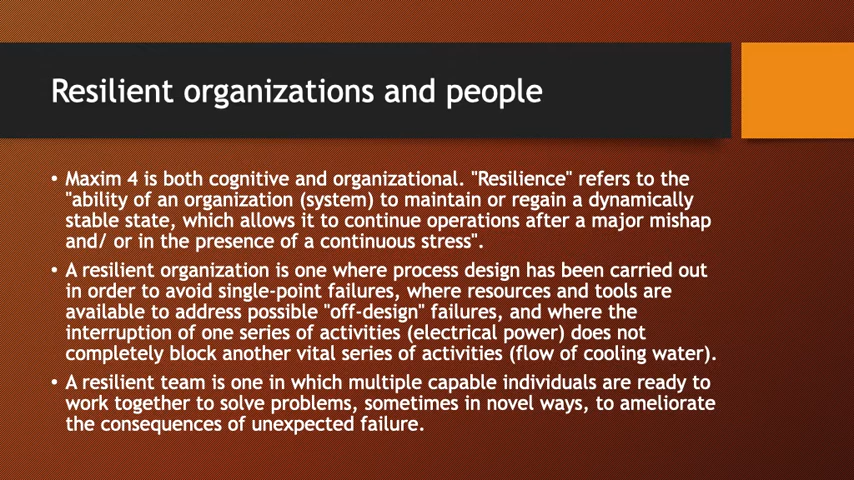 Resilient organizations and people
• Maxim 4 is both cognitive and organizational. "Resilience" refers to the
"ability of an organization (system) to maintain or regain a dynamically
stable state, which allows it to continue operations after a major mishap
and/ or in the presence of a continuous stress".
• A resilient organization is one where process design has been carried out
in order to avoid single-point failures, where resources and tools are
available to address possible "off-design" failures, and where the
interruption of one series of activities (electrical power) does not
completely block another vital series of activities (flow of cooling water).
• A resilient team is one in which multiple capable individuals are ready to
work together to solve problems, sometimes in novel ways, to ameliorate
the consequences of unexpected failure.